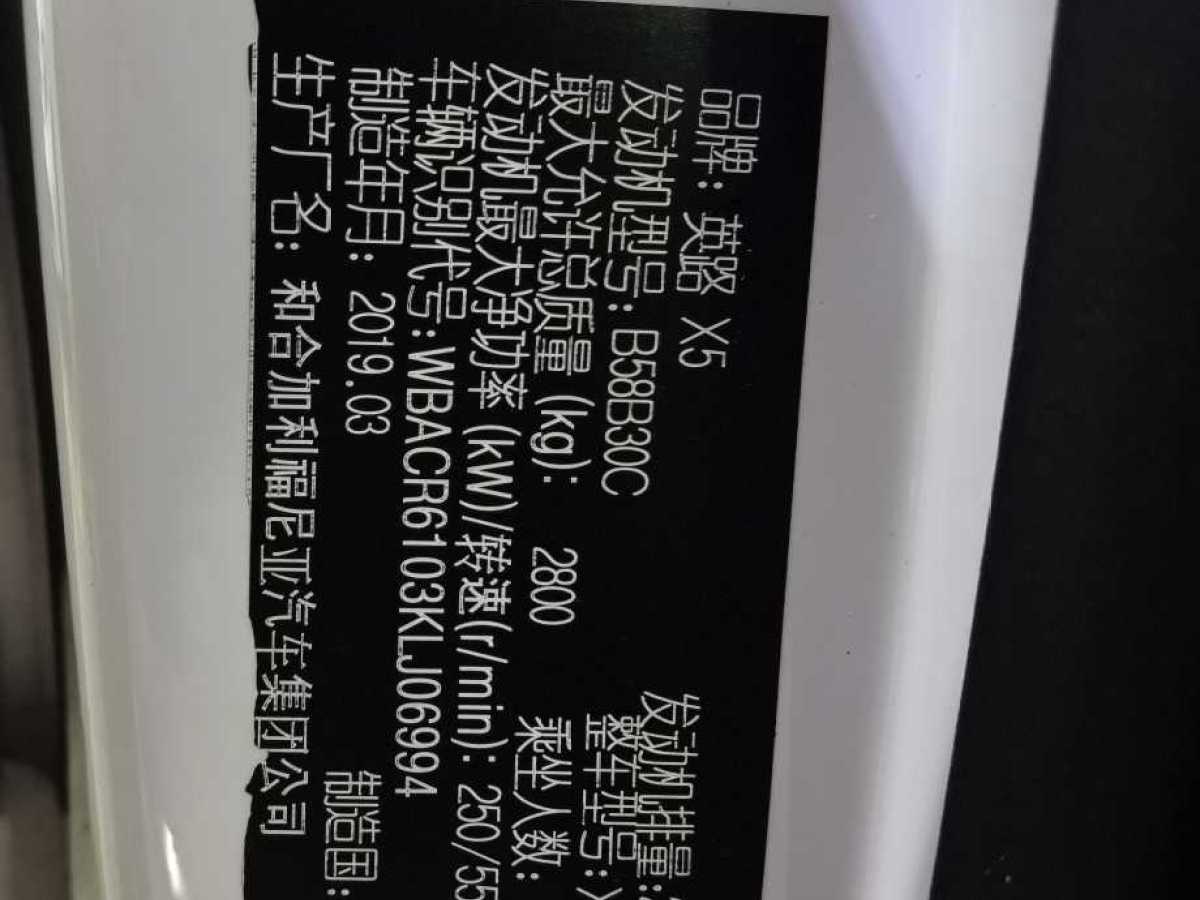 品牌: 英路 X5
发动机型号: B58B30C 发动机排量:
最大允许总质量 (kg): 2800 整车型号: X
发动机最大净功率 (kW)/转速(r/min): 250/55
乘坐人数:
车辆识别代号:WBACR6103KLJ06994
制造年月: 2019.03 制造国:
生产厂名: 和合加利福尼亚汽车集团公司